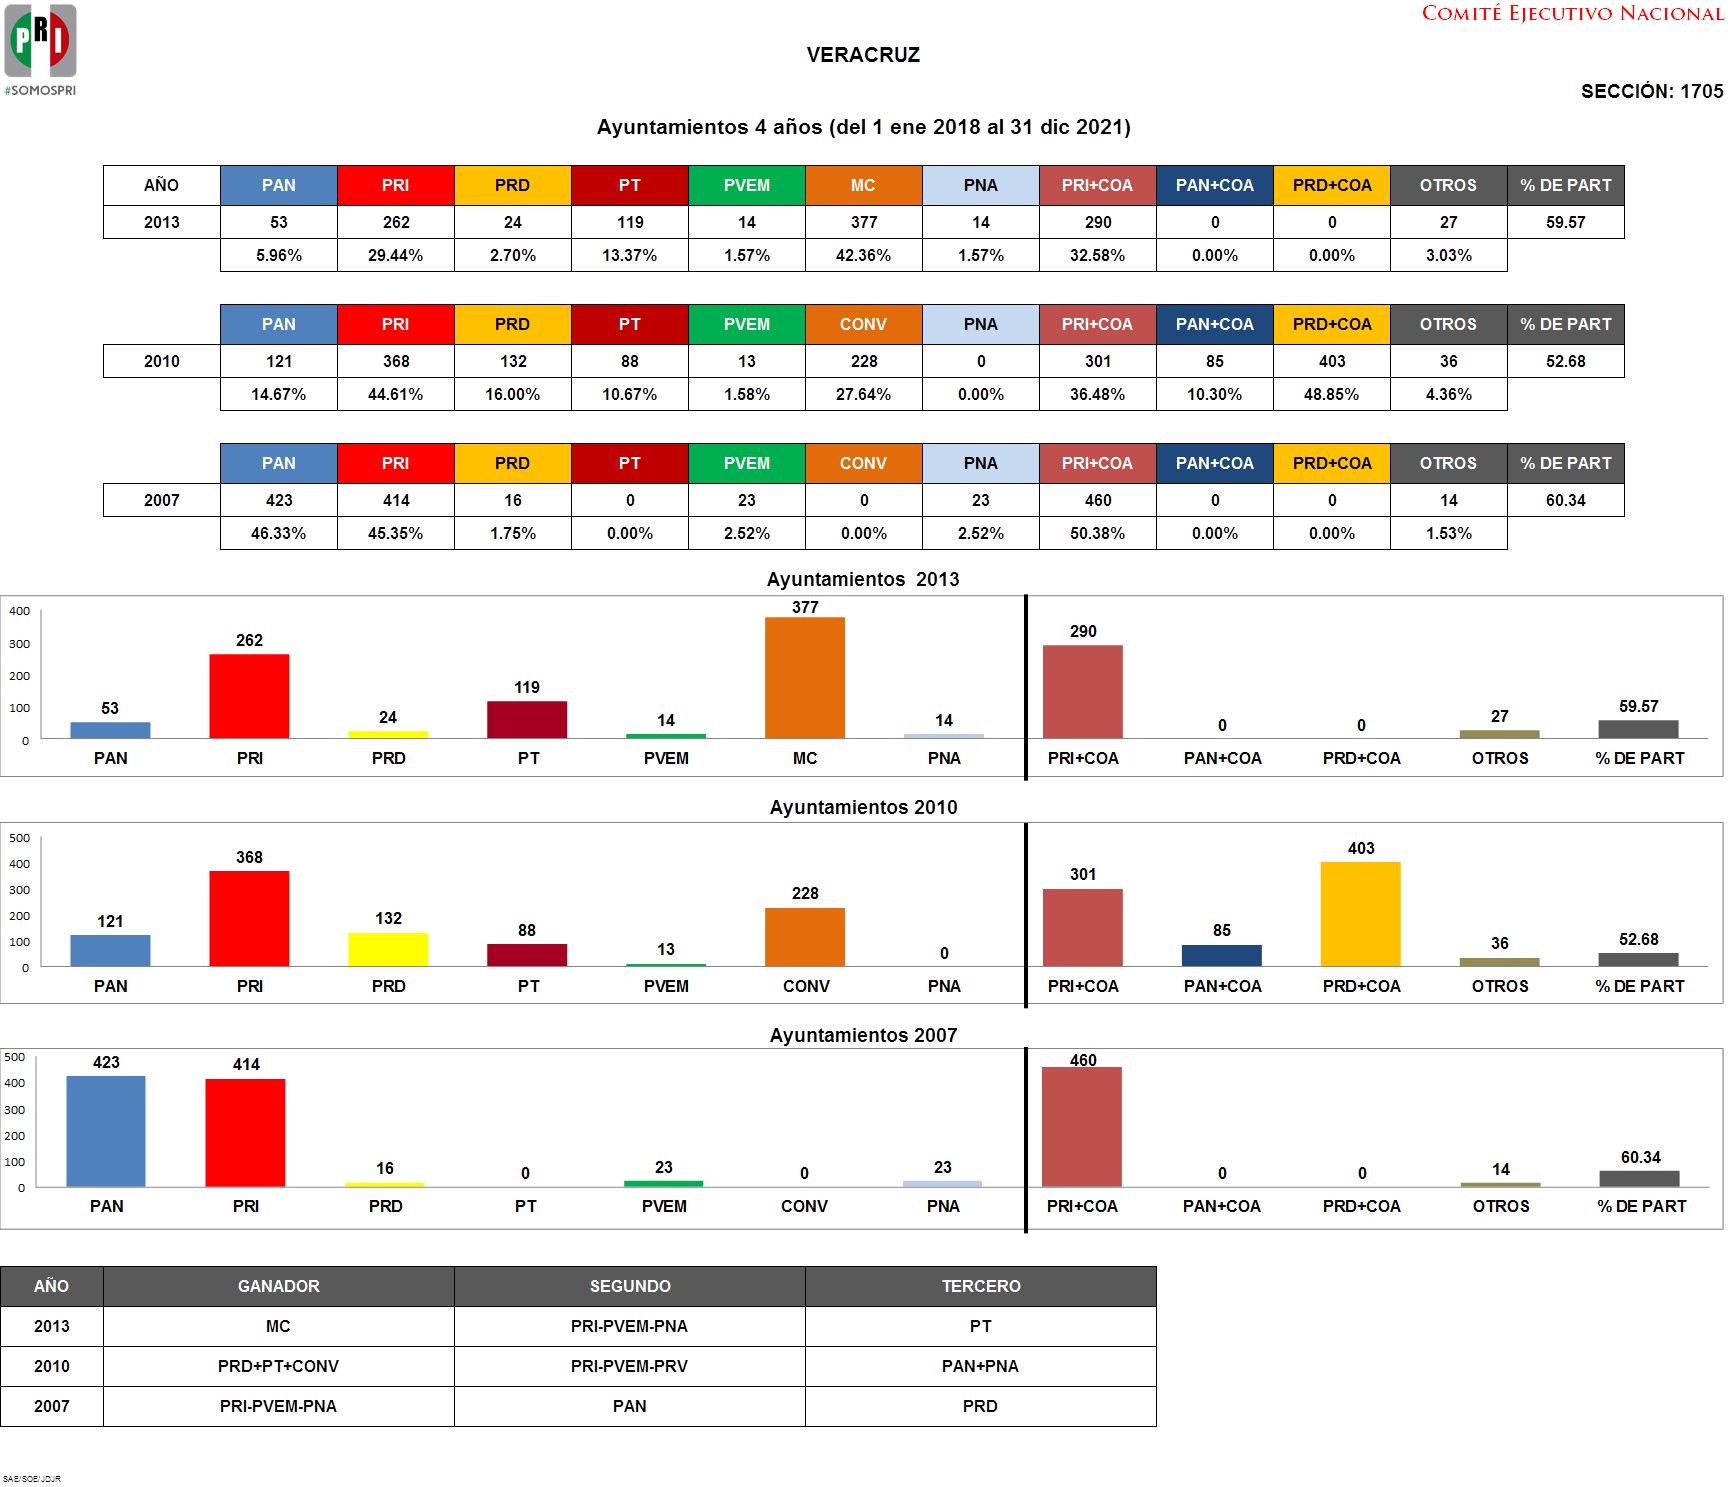 PRI
#SOMOSPRI
COMITÉ EJECUTIVO NACIONAL
VERACRUZ
SECCIÓN: 1705
Ayuntamientos 4 años (del 1 ene 2018 al 31 dic 2021)
AÑO PAN PRI PRD PT PVEM MC PNA PRI+COA PAN+COA PRD+COA OTROS % DE PART
2013 53 262 24 119 14 377 14 290 0 0 27 59.57
5.96% 29.44% 2.70% 13.37% 1.57% 42.36% 1.57% 32.58% 0.00% 0.00% 3.03%
PAN PRI PRD PT PVEM CONV PNA PRI+COA PAN+COA PRD+COA OTROS % DE PART
2010 121 368 132 88 13 228 0 301 85 403 36 52.68
14.67% 44.61% 16.00% 10.67% 1.58% 27.64% 0.00% 36.48% 10.30% 48.85% 4.36%
PAN PRI PRD PT PVEM CONV PNA PRI+COA PAN+COA PRD+COA OTROS % DE PART
2007 423 414 16 0 23 0 23 460 0 0 14 60.34
46.33% 45.35% 1.75% 0.00% 2.52% 0.00% 2.52% 50.38% 0.00% 0.00% 1.53%
Ayuntamientos 2013
400
300
200
100
0
53 262 24 119 14 377 14 290 0 0 27 59.57
PAN PRI PRD PT PVEM MC PNA PRI+COA PAN+COA PRD+COA OTROS % DE PART
Ayuntamientos 2010
500
400
300
200
100
0
121 368 132 88 13 228 0 301 85 403 36 52.68
PAN PRI PRD PT PVEM CONV PNA PRI+COA PAN+COA PRD+COA OTROS % DE PART
Ayuntamientos 2007
500
400
300
200
100
0
423 414 16 0 23 0 23 460 0 0 14 60.34
PAN PRI PRD PT PVEM CONV PNA PRI+COA PAN+COA PRD+COA OTROS % DE PART
AÑO GANADOR SEGUNDO TERCERO
2013 MC PRI-PVEM-PNA PT
2010 PRD+PT+CONV PRI-PVEM-PRV PAN+PNA
2007 PRI-PVEM-PNA PAN PRD
SAE/SOE/JDJR